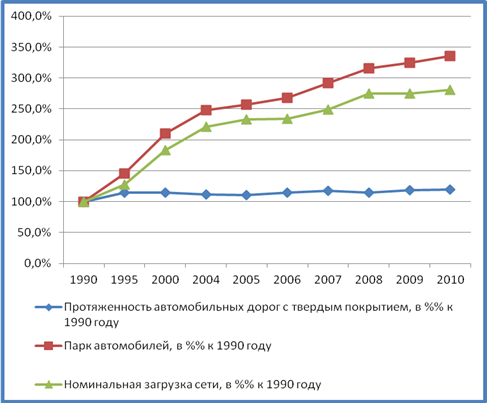 400,0%
350,0%
300,0%
250,0%
200,0%
150,0%
100,0%
50,0%
0,0%
1990 1995 2000 2004 2005 2006 2007 2008 2009 2010
Протяженность автомобильных дорог с твердым покрытием, в %% к
1990 году
Парк автомобилей, в %% к 1990 году
Номинальная загрузка сети, в %% к 1990 году